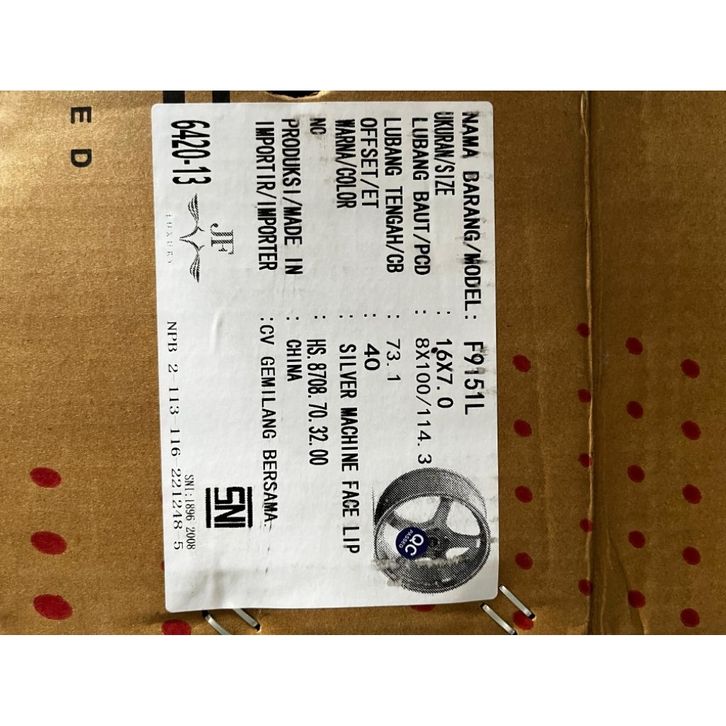 NAMA BARANG/MODEL: F9151L
UKURAN/SIZE : 16X7.0
LUBANG BAUT/PCD : 8X100/114.3
LUBANG TENGAH/CB : 73.1
OFFSET/ET : 40
WARNA/COLOR : SILVER MACHINE FACE LIP
NC : HS.8708.70.32.00
PRODUKSI/MADE IN : CHINA
IMPORTIR/IMPORTER : CV GEMILANG BERSAMA
QC
PASSED
JF
LUXURY
SNI
SNI:1896 2008
6420-13
NPB 2-113-116 221248-5
ED